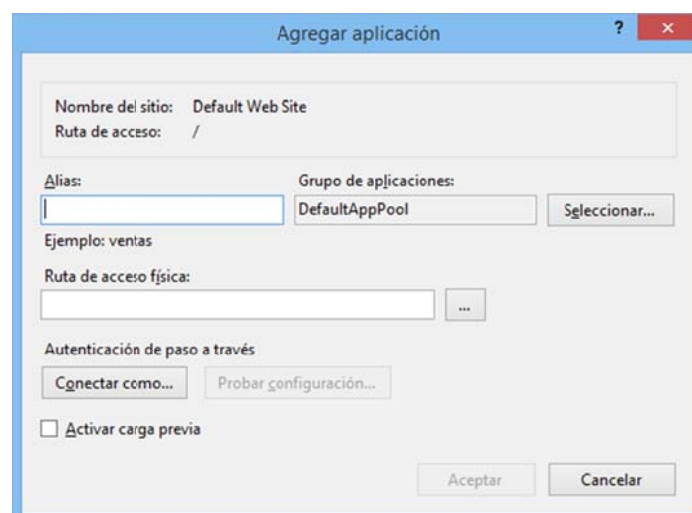 Agregar aplicación
?
Nombre del sitio: Default Web Site
Ruta de acceso: /
Alias: Grupo de aplicaciones:
DefaultAppPool Seleccionar...
Ejemplo: ventas
Ruta de acceso física:
...
Autenticación de paso a través
Conectar como... Probar configuración...
Activar carga previa
Aceptar Cancelar